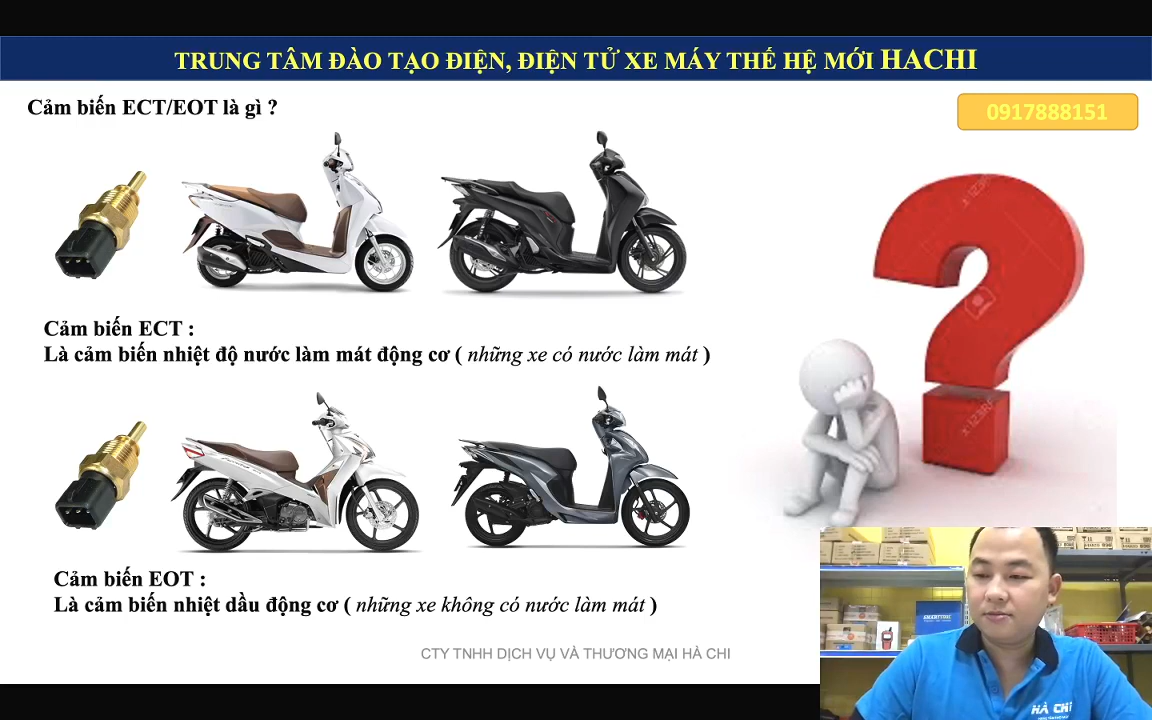 TRUNG TÂM ĐÀO TẠO ĐIỆN, ĐIỆN TỬ XE MÁY THẾ HỆ MỚI HACHI
Cảm biến ECT/EOT là gì ?
0917888151
Cảm biến ECT :
Là cảm biến nhiệt độ nước làm mát động cơ ( những xe có nước làm mát )
Cảm biến EOT :
Là cảm biến nhiệt dầu động cơ ( những xe không có nước làm mát )
CTY TNHH DỊCH VỤ VÀ THƯƠNG MẠI HÀ CHI
HÀ CHI